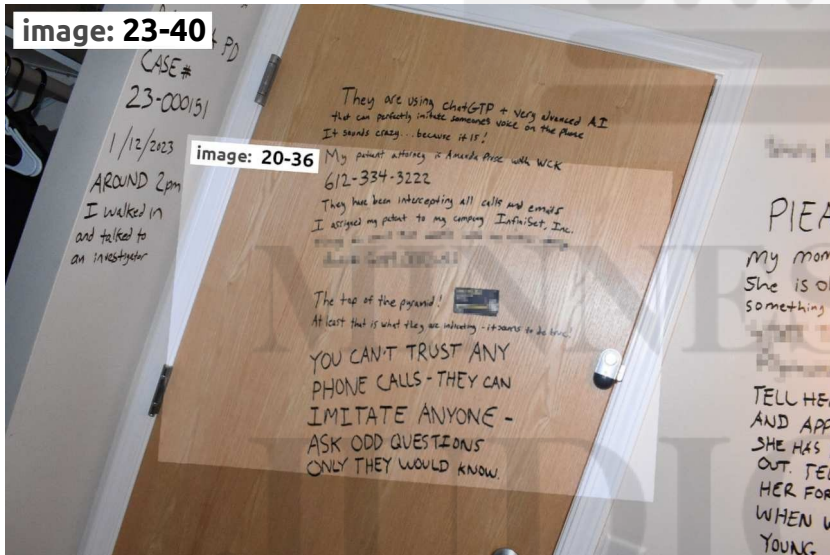 image: 23-40
PD
CASE#
23-000151
1/12/2023
AROUND 2pm
I walked in
and talked to
an investigator
They are using ChatGTP + very advanced AI
that can perfectly imitate someones voice on the phone
It sounds crazy...because it is!
image: 20-36
My patent attorney is Amanda Prose with WCK
612-334-3222
They have been intercepting all calls and emails
I assigned my patent to my company InfiniSet, Inc.
The top of the pyramid!
At least that is what they are indicating - it seems to be true!
YOU CAN'T TRUST ANY
PHONE CALLS - THEY CAN
IMITATE ANYONE -
ASK ODD QUESTIONS
ONLY THEY WOULD KNOW.
PlEA
My mom
She is ol
something
TELL HER
AND APP
SHE HAS
OUT. TEL
HER FOR
WHEN W
YOUNG
MINNES
JUDIC